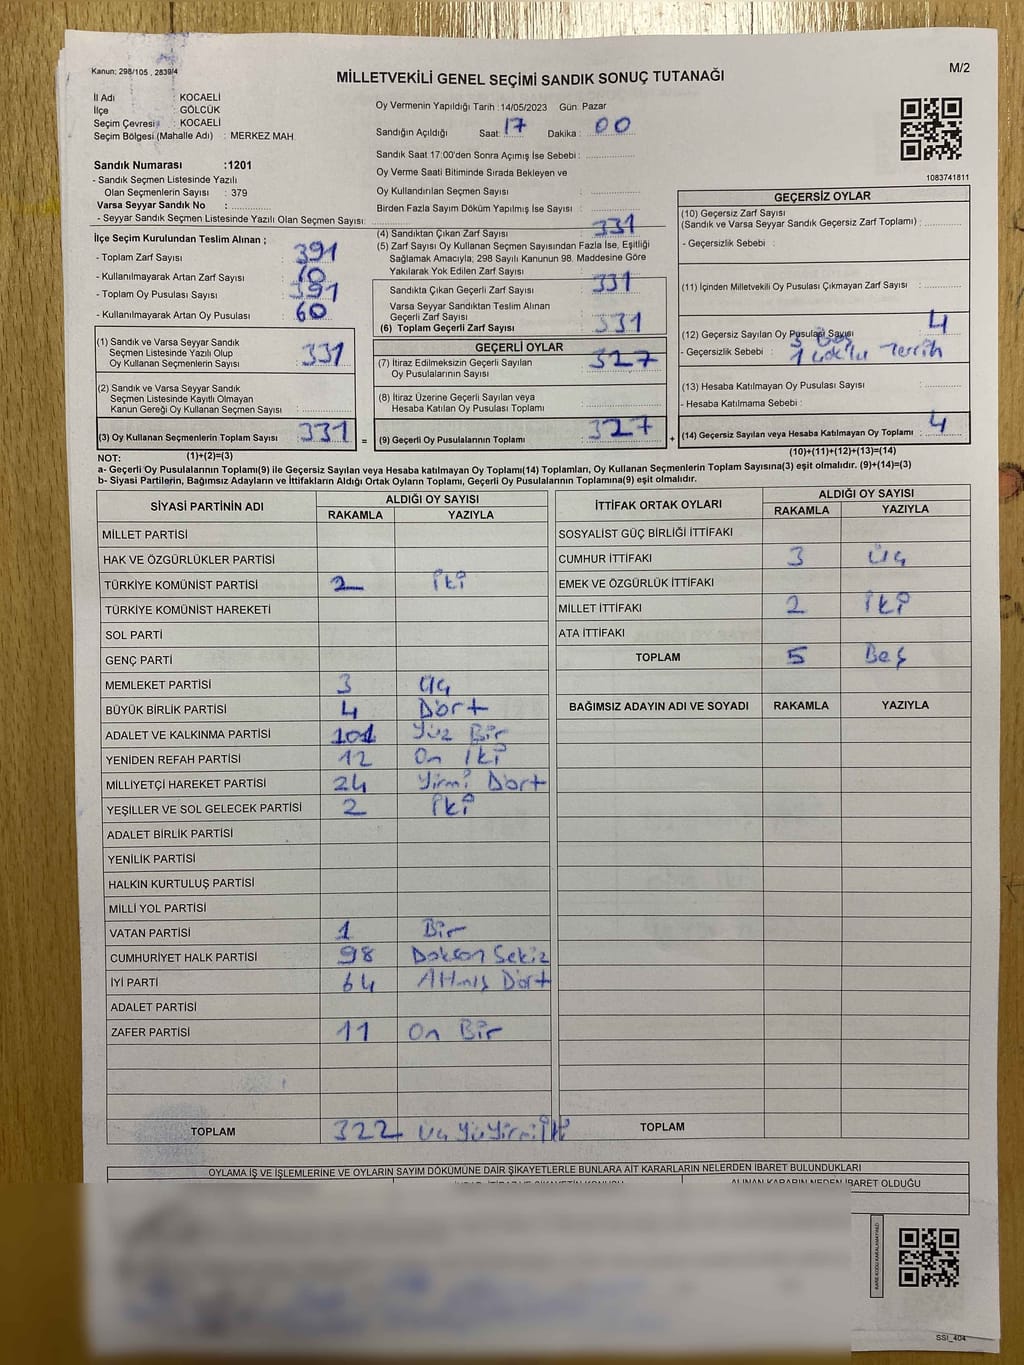 Kanun; 298/105 , 2839/4
MİLLETVEKİLİ GENEL SEÇİMİ SANDIK SONUÇ TUTANAĞI
M/2
İl Adı : KOCAELİ
İlçe : GÖLCÜK
Seçim Çevresi : KOCAELİ
Seçim Bölgesi (Mahalle Adı) : MERKEZ MAH.
Oy Vermenin Yapıldığı Tarih :14/05/2023 Gün: Pazar
Sandığın Açıldığı Saat: 17 Dakika : 00
Sandık Saat 17:00'den Sonra Açımış İse Sebebi : ................
Oy Verme Saati Bitiminde Sırada Bekleyen ve
Oy Kullandırılan Seçmen Sayısı : ................
Birden Fazla Sayım Döküm Yapılmış İse Sayısı : ................
1083741811
Sandık Numarası :1201
- Sandık Seçmen Listesinde Yazılı
Olan Seçmenlerin Sayısı : 379
Varsa Seyyar Sandık No : ................
- Seyyar Sandık Seçmen Listesinde Yazılı Olan Seçmen Sayısı: ................
İlçe Seçim Kurulundan Teslim Alınan ;
- Toplam Zarf Sayısı : 391
- Kullanılmayarak Artan Zarf Sayısı : 60
- Toplam Oy Pusulası Sayısı : 391
- Kullanılmayarak Artan Oy Pusulası : 60
(1) Sandık ve Varsa Seyyar Sandık
Seçmen Listesinde Yazılı Olup
Oy Kullanan Seçmenlerin Sayısı : 331
(2) Sandık ve Varsa Seyyar Sandık
Seçmen Listesinde Kayıtlı Olmayan
Kanun Gereği Oy Kullanan Seçmen Sayısı : ................
(3) Oy Kullanan Seçmenlerin Toplam Sayısı : 331 =
(4) Sandıktan Çıkan Zarf Sayısı : 331
(5) Zarf Sayısı Oy Kullanan Seçmen Sayısından Fazla İse, Eşitliği
Sağlamak Amacıyla; 298 Sayılı Kanunun 98. Maddesine Göre
Yakılarak Yok Edilen Zarf Sayısı : ................
Sandıkta Çıkan Geçerli Zarf Sayısı : 331
Varsa Seyyar Sandıktan Teslim Alınan
Geçerli Zarf Sayısı : ................
(6) Toplam Geçerli Zarf Sayısı : 331
GEÇERLİ OYLAR
(7) İtiraz Edilmeksizin Geçerli Sayılan
Oy Pusulalarının Sayısı : 327
(8) İtiraz Üzerine Geçerli Sayılan veya
Hesaba Katılan Oy Pusulası Toplamı : ................
(9) Geçerli Oy Pusulalarının Toplamı : 327 +
GEÇERSİZ OYLAR
(10) Geçersiz Zarf Sayısı
(Sandık ve Varsa Seyyar Sandık Geçersiz Zarf Toplamı) : ............
- Geçersizlik Sebebi :
(11) İçinden Milletvekili Oy Pusulası Çıkmayan Zarf Sayısı : ............
(12) Geçersiz Sayılan Oy Pusulası Sayısı : 4
- Geçersizlik Sebebi : 3 Boş
1 çoklu Tercih
(13) Hesaba Katılmayan Oy Pusulası Sayısı : ............
- Hesaba Katılmama Sebebi :
(14) Geçersiz Sayılan veya Hesaba Katılmayan Oy Toplamı : 4
NOT: (1)+(2)=(3) (10)+(11)+(12)+(13)=(14)
a- Geçerli Oy Pusulalarının Toplamı(9) ile Geçersiz Sayılan veya Hesaba katılmayan Oy Toplamı(14) Toplamları, Oy Kullanan Seçmenlerin Toplam Sayısına(3) eşit olmalıdır. (9)+(14)=(3)
b- Siyasi Partilerin, Bağımsız Adayların ve İttifakların Aldığı Ortak Oyların Toplamı, Geçerli Oy Pusulalarının Toplamına(9) eşit olmalıdır.
SİYASİ PARTİNİN ADI ALDIĞI OY SAYISI
RAKAMLA YAZIYLA
MİLLET PARTİSİ
HAK VE ÖZGÜRLÜKLER PARTİSİ
TÜRKİYE KOMÜNİST PARTİSİ 2 İki
TÜRKİYE KOMÜNİST HAREKETİ
SOL PARTİ
GENÇ PARTİ
MEMLEKET PARTİSİ 3 Üç
BÜYÜK BİRLİK PARTİSİ 4 Dört
ADALET VE KALKINMA PARTİSİ 101 Yüz Bir
YENİDEN REFAH PARTİSİ 12 On İki
MİLLİYETÇİ HAREKET PARTİSİ 24 Yirmi Dört
YEŞİLLER VE SOL GELECEK PARTİSİ 2 İki
ADALET BİRLİK PARTİSİ
YENİLİK PARTİSİ
HALKIN KURTULUŞ PARTİSİ
MİLLİ YOL PARTİSİ
VATAN PARTİSİ 1 Bir
CUMHURİYET HALK PARTİSİ 98 Doksan Sekiz
İYİ PARTİ 64 Altmış Dört
ADALET PARTİSİ
ZAFER PARTİSİ 11 On Bir
TOPLAM 322 Üç Yüz Yirmi İki
İTTİFAK ORTAK OYLARI ALDIĞI OY SAYISI
RAKAMLA YAZIYLA
SOSYALİST GÜÇ BİRLİĞİ İTTİFAKI
CUMHUR İTTİFAKI 3 Üç
EMEK VE ÖZGÜRLÜK İTTİFAKI
MİLLET İTTİFAKI 2 İki
ATA İTTİFAKI
TOPLAM 5 Beş
BAĞIMSIZ ADAYIN ADI VE SOYADI RAKAMLA YAZIYLA
TOPLAM
OYLAMA İŞ VE İŞLEMLERİNE VE OYLARIN SAYIM DÖKÜMÜNE DAİR ŞİKAYETLERLE BUNLARA AİT KARARLARIN NELERDEN İBARET BULUNDUKLARI
ALINAN KARARIN NEDEN İBARET OLDUĞU
SSI_404